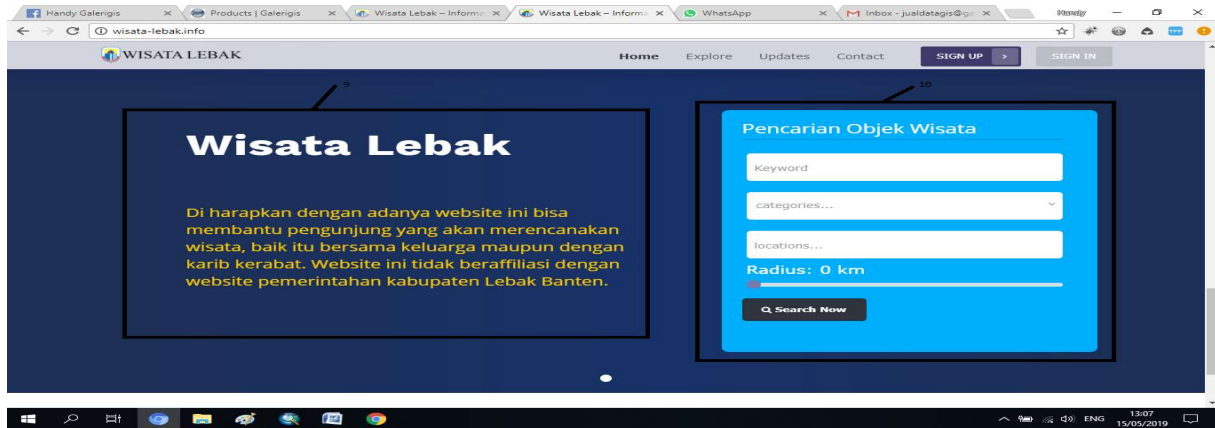 Handy Galerigis
Products | Galerigis
Wisata Lebak – Inform
Wisata Lebak – Inform
WhatsApp
Inbox - jualdatagis@g
wisata-lebak.info
WISATA LEBAK
Home Explore Updates Contact SIGN UP > SIGN IN
9
10
Wisata Lebak
Di harapkan dengan adanya website ini bisa
membantu pengunjung yang akan merencanakan
wisata, baik itu bersama keluarga maupun dengan
karib kerabat. Website ini tidak beraffiliasi dengan
website pemerintahan kabupaten Lebak Banten.
Pencarian Objek Wisata
Keyword
categories...
locations...
Radius: 0 km
Search Now
ENG
13:07
15/05/2019